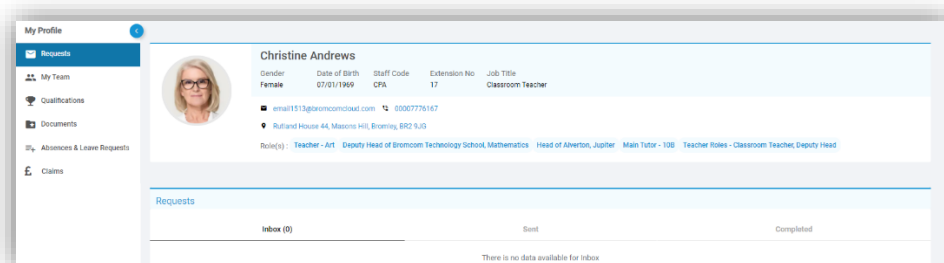 My Profile
Requests
My Team
Qualifications
Documents
Absences & Leave Requests
Claims
Christine Andrews
Gender Date of Birth Staff Code Extension No Job Title
Female 07/01/1969 CPA 17 Classroom Teacher
email1513@bromcomcloud.com 00007776167
Rutland House 44, Masons Hill, Bromley, BR2 9JG
Role(s) : Teacher - Art Deputy Head of Bromcom Technology School, Mathematics Head of Alverton, Jupiter Main Tutor - 10B Teacher Roles - Classroom Teacher, Deputy Head
Requests
Inbox (0) Sent Completed
There is no data available for Inbox